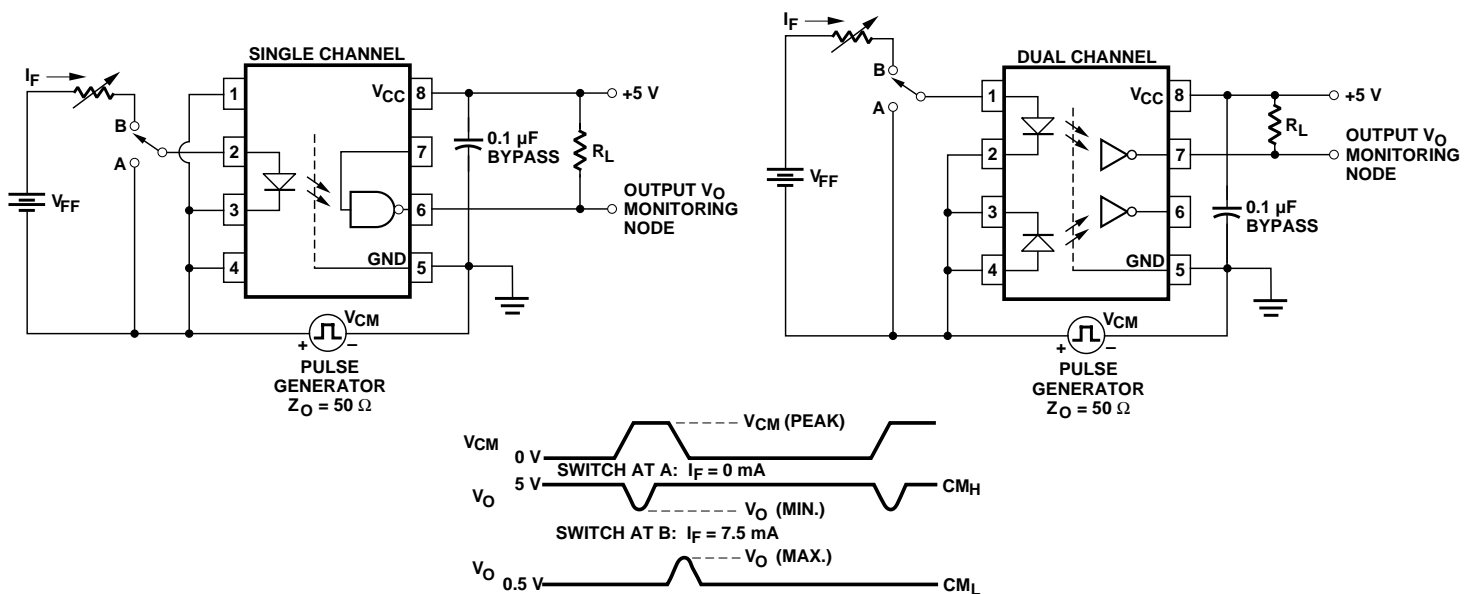 I_F
SINGLE CHANNEL
B
A
V_FF
1
2
3
4
V_CC
8
7
6
GND
5
0.1 µF
BYPASS
R_L
+5 V
OUTPUT V_O
MONITORING
NODE
V_CM
+ –
PULSE
GENERATOR
Z_O = 50 Ω
I_F
DUAL CHANNEL
B
A
V_FF
1
2
3
4
V_CC
8
7
6
GND
5
R_L
+5 V
OUTPUT V_O
MONITORING
NODE
0.1 µF
BYPASS
V_CM
+ –
PULSE
GENERATOR
Z_O = 50 Ω
V_CM
V_CM (PEAK)
0 V
SWITCH AT A: I_F = 0 mA
V_O
5 V
CM_H
V_O (MIN.)
SWITCH AT B: I_F = 7.5 mA
V_O (MAX.)
V_O
0.5 V
CM_L